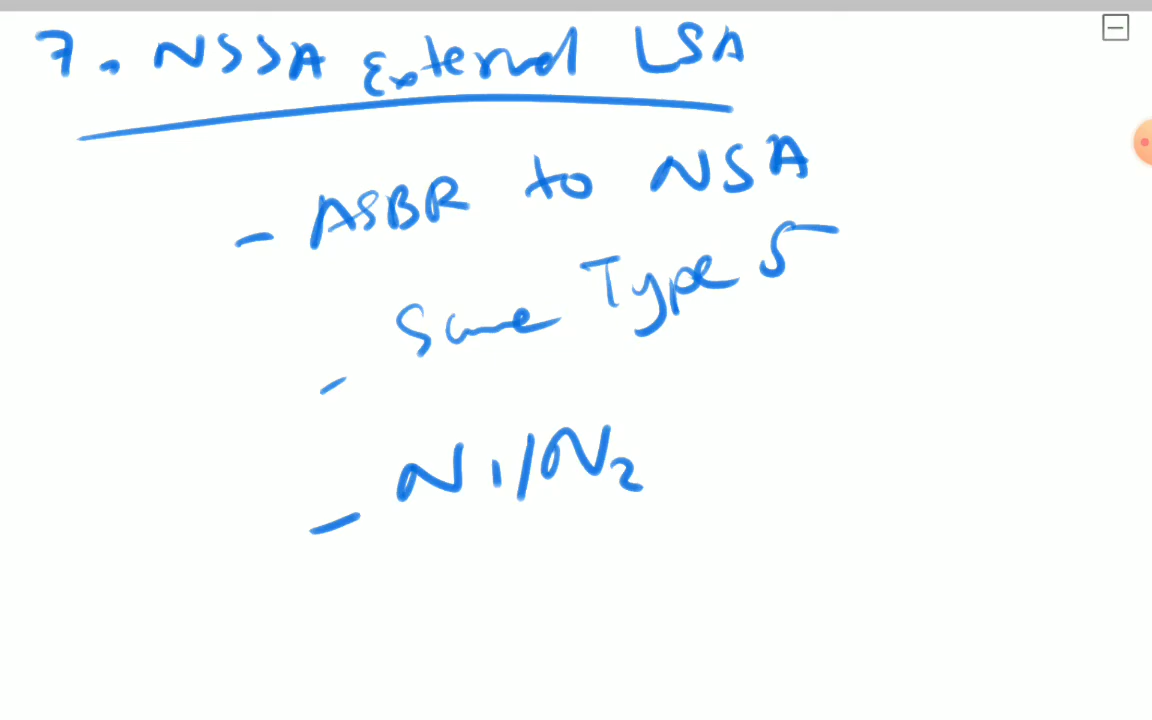 7. NSSA External LSA
- ASBR to NSA
- Same Type 5
- N1/N2